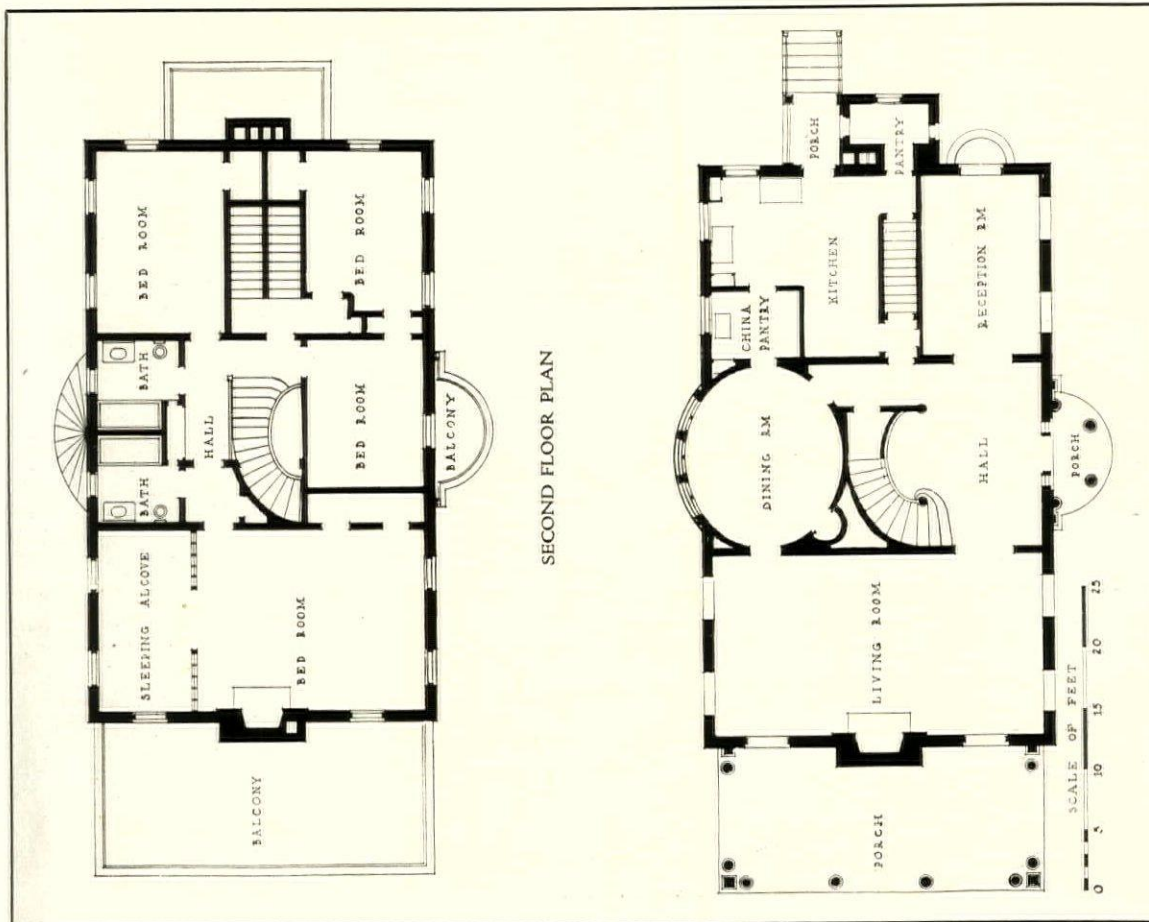 BED ROOM
BED ROOM
BATH
HALL
BATH
BED ROOM
BALCONY
SLEEPING ALCOVE
BED ROOM
BALCONY
SECOND FLOOR PLAN
PORCH
PANTRY
KITCHEN
RECEPTION RM
CHINA
PANTRY
DINING RM
HALL
PORCH
LIVING ROOM
PORCH
SCALE OF FEET
0 5 10 15 20 25